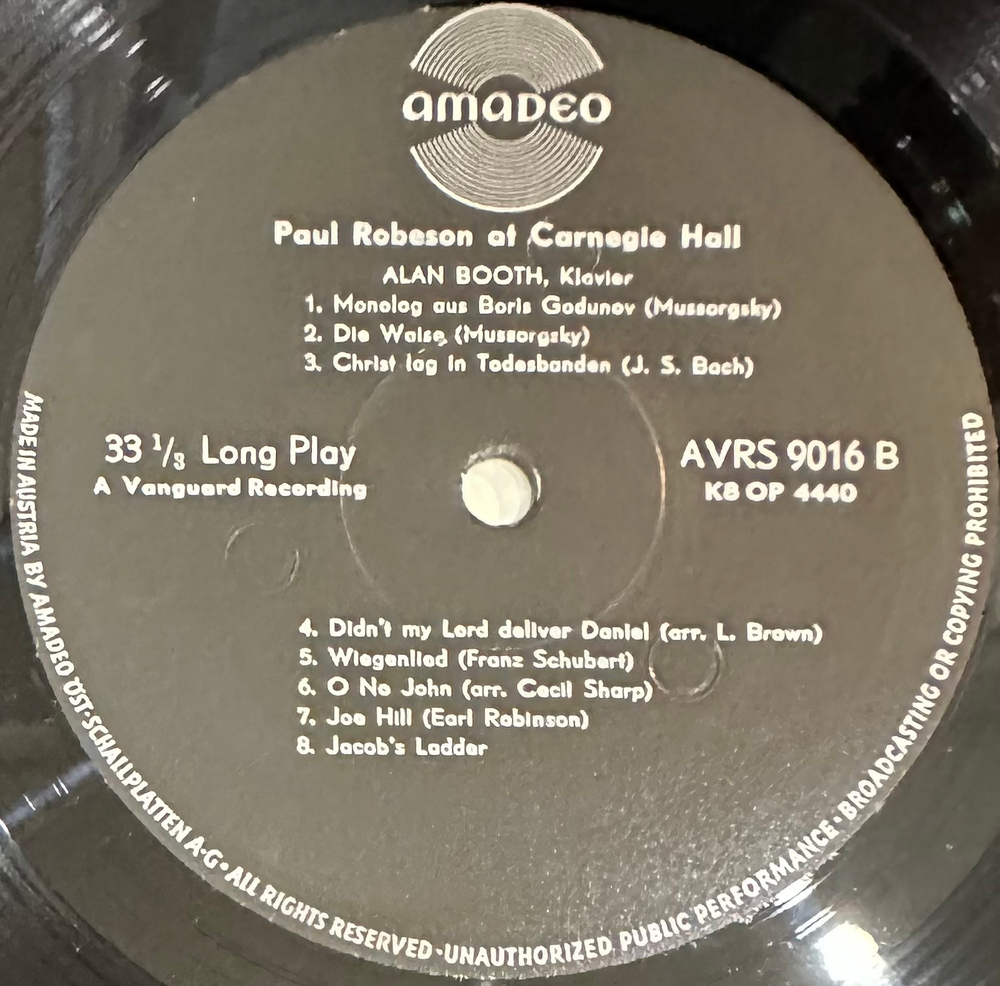 AMADEO
Paul Robeson at Carnegie Hall
ALAN BOOTH, Klavier
1. Monolog aus Boris Godunov (Mussorgsky)
2. Die Waise (Mussorgsky)
3. Christ lag in Todesbanden (J. S. Bach)
33 1/3 Long Play
A Vanguard Recording
AVRS 9016 B
K8 OP 4440
4. Didn't my Lord deliver Daniel (arr. L. Brown)
5. Wiegenlied (Franz Schubert)
6. O No John (arr. Cecil Sharp)
7. Joe Hill (Earl Robinson)
8. Jacob's Ladder
MADE IN AUSTRIA BY AMADEO ÖST·SCHALLPLATTEN A·G • ALL RIGHTS RESERVED · UNAUTHORIZED PUBLIC PERFORMANCE · BROADCASTING OR COPYING PROHIBITED